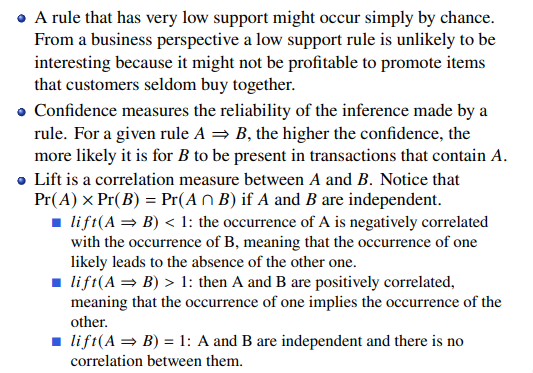 A rule that has very low support might occur simply by chance.
From a business perspective a low support rule is unlikely to be
interesting because it might not be profitable to promote items
that customers seldom buy together.
Confidence measures the reliability of the inference made by a
rule. For a given rule A ⇒ B, the higher the confidence, the
more likely it is for B to be present in transactions that contain A.
Lift is a correlation measure between A and B. Notice that
Pr(A) × Pr(B) = Pr(A ∩ B) if A and B are independent.
lift(A ⇒ B) < 1: the occurrence of A is negatively correlated
with the occurrence of B, meaning that the occurrence of one
likely leads to the absence of the other one.
lift(A ⇒ B) > 1: then A and B are positively correlated,
meaning that the occurrence of one implies the occurrence of the
other.
lift(A ⇒ B) = 1: A and B are independent and there is no
correlation between them.